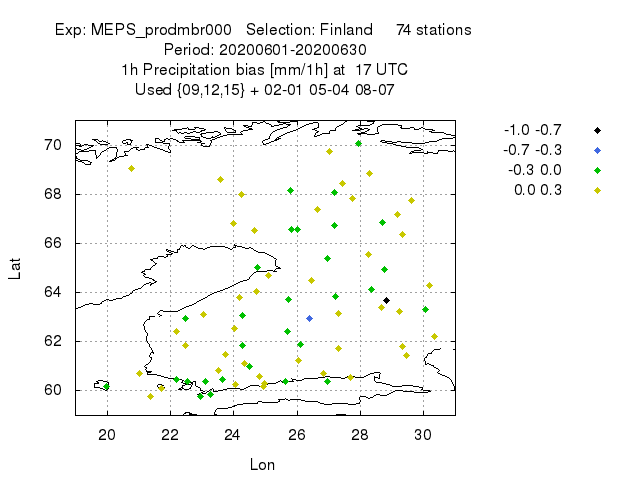 Exp: MEPS_prodmbr000 Selection: Finland 74 stations
Period: 20200601-20200630
1h Precipitation bias [mm/1h] at 17 UTC
Used {09,12,15} + 02-01 05-04 08-07
-1.0 -0.7
-0.7 -0.3
-0.3 0.0
0.0 0.3
70
68
66
64
62
60
Lat
20 22 24 26 28 30
Lon